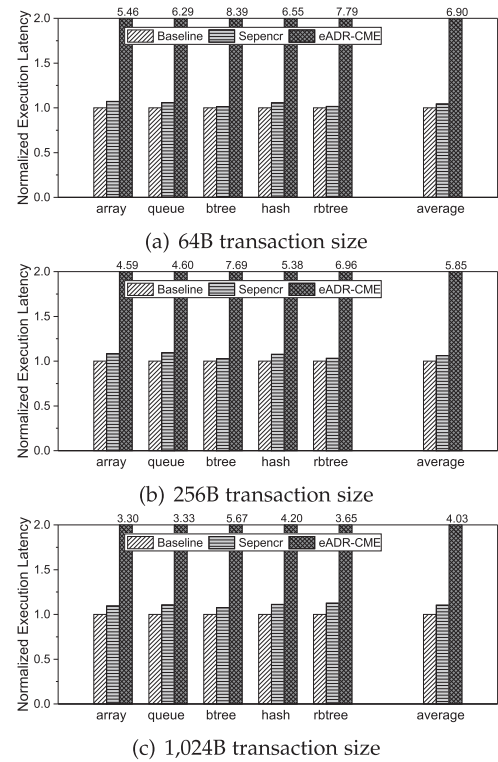 5.46 6.29 8.39 6.55 7.79 6.90
2.0
Baseline Sepencr eADR-CME
1.5
1.0
0.5
0.0
Normalized Execution Latency
array queue btree hash rbtree average
(a) 64B transaction size
4.59 4.60 7.69 5.38 6.96 5.85
2.0
Baseline Sepencr eADR-CME
1.5
1.0
0.5
0.0
Normalized Execution Latency
array queue btree hash rbtree average
(b) 256B transaction size
3.30 3.33 5.67 4.20 3.65 4.03
2.0
Baseline Sepencr eADR-CME
1.5
1.0
0.5
0.0
Normalized Execution Latency
array queue btree hash rbtree average
(c) 1,024B transaction size